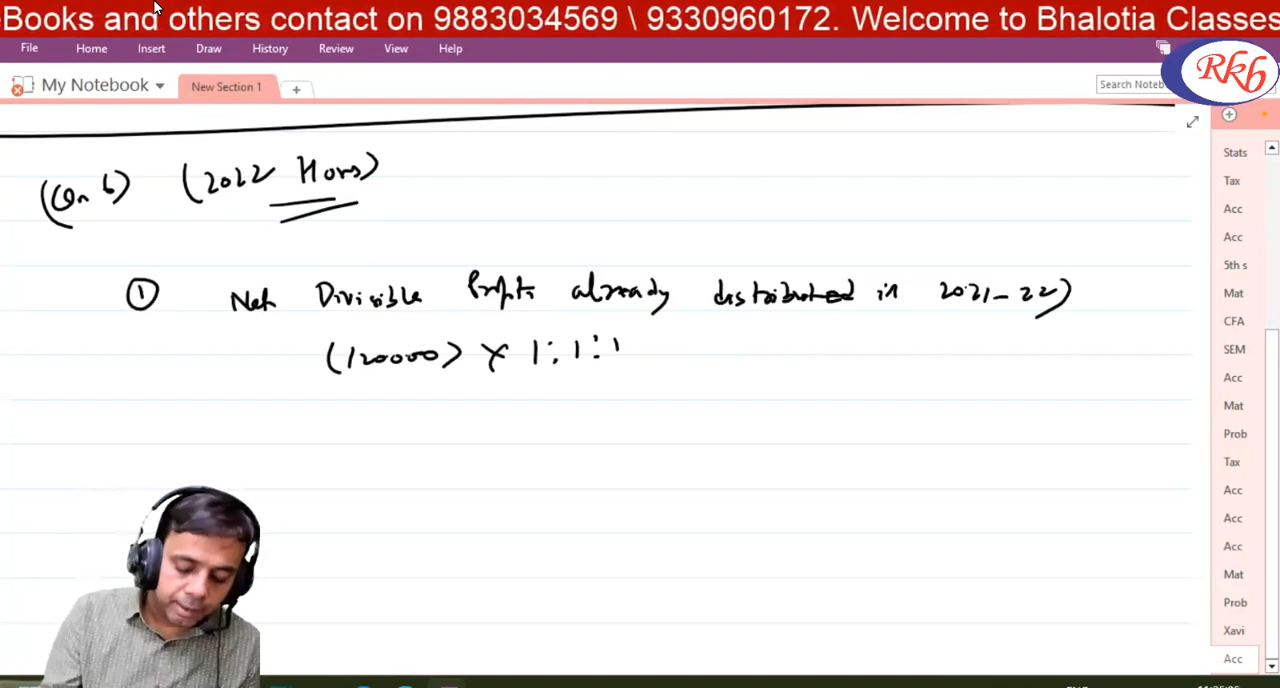 eBooks and others contact on 9883034569 \ 9330960172. Welcome to Bhalotia Classes
File Home Insert Draw History Review View Help
Rkb
My Notebook New Section 1 + Search Noteb
(Qn 6) (2022 Hons)
① Net Divisible Profits already distributed in 2021-22)
(120000) x 1:1:1
Stats
Tax
Acc
Acc
5th s
Mat
CFA
SEM
Acc
Mat
Prob
Tax
Acc
Acc
Acc
Mat
Prob
Xavi
Acc